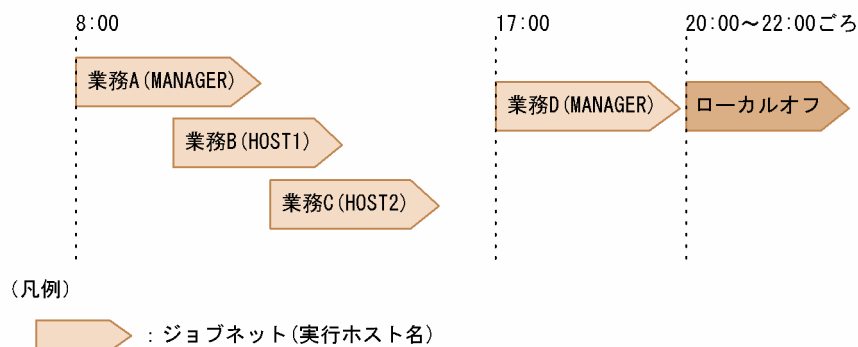 8:00
17:00
20:00～22:00ごろ
業務A(MANAGER)
業務D(MANAGER)
ローカルオフ
業務B(HOST1)
業務C(HOST2)
(凡例)
：ジョブネット(実行ホスト名)